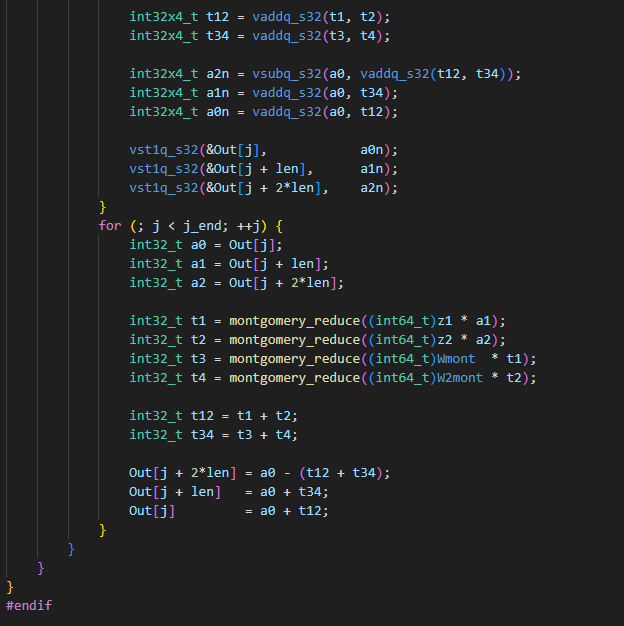 int32x4_t t12 = vaddq_s32(t1, t2);
int32x4_t t34 = vaddq_s32(t3, t4);
int32x4_t a2n = vsubq_s32(a0, vaddq_s32(t12, t34));
int32x4_t a1n = vaddq_s32(a0, t34);
int32x4_t a0n = vaddq_s32(a0, t12);
vst1q_s32(&Out[j],            a0n);
vst1q_s32(&Out[j + len],      a1n);
vst1q_s32(&Out[j + 2*len],    a2n);
}
for (; j < j_end; ++j) {
int32_t a0 = Out[j];
int32_t a1 = Out[j + len];
int32_t a2 = Out[j + 2*len];
int32_t t1 = montgomery_reduce((int64_t)z1 * a1);
int32_t t2 = montgomery_reduce((int64_t)z2 * a2);
int32_t t3 = montgomery_reduce((int64_t)Wmont  * t1);
int32_t t4 = montgomery_reduce((int64_t)W2mont * t2);
int32_t t12 = t1 + t2;
int32_t t34 = t3 + t4;
Out[j + 2*len] = a0 - (t12 + t34);
Out[j + len]   = a0 + t34;
Out[j]         = a0 + t12;
}
}
}
}
#endif